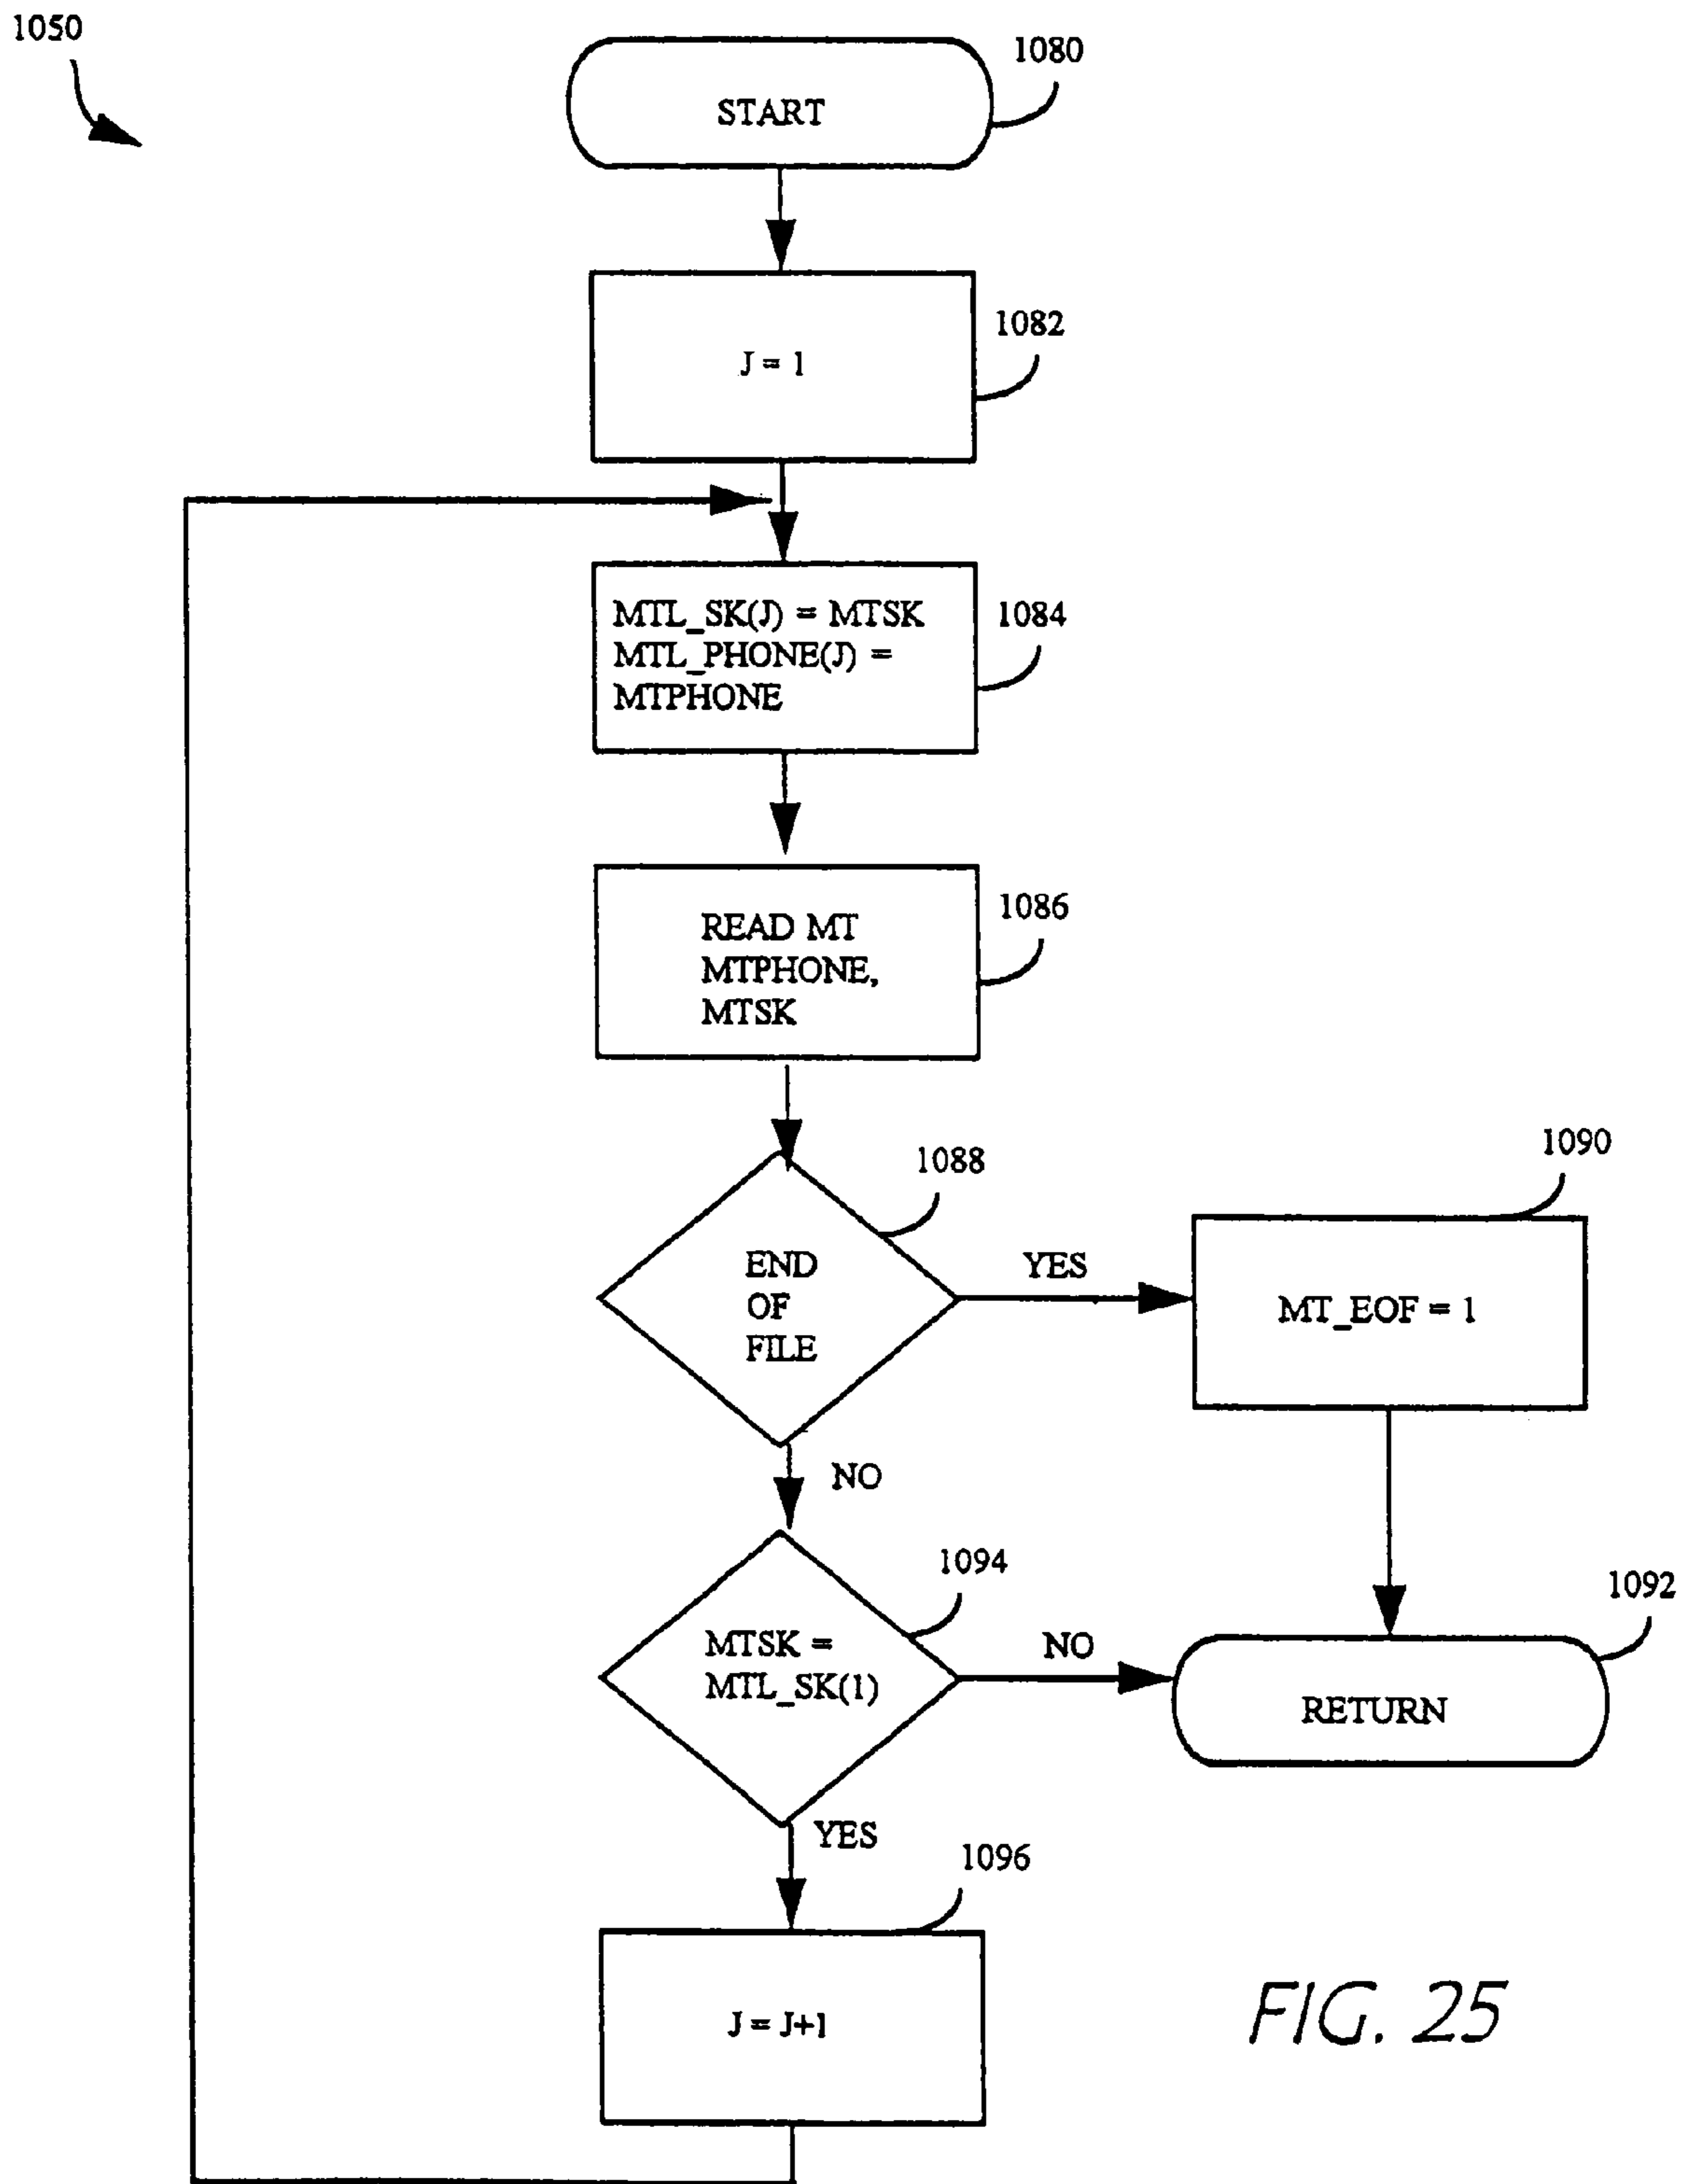 1050
1080
START
1082
J = 1
MTL_SK(J) = MTSK
MTL_PHONE(J) =
MTPHONE
1084
1086
READ MT
MTPHONE,
MTSK
1088
END
OF
FILE
YES
1090
MT_EOF = 1
NO
1094
MTSK =
MTL_SK(1)
NO
1092
RETURN
YES
1096
J = J+1
FIG. 25